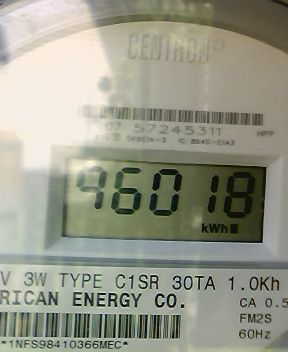 CENTRON®
07 57245311
HPP
96018
kWh
V 3W TYPE C1SR 30TA 1.0Kh
RICAN ENERGY CO.
CA 0.5
FM2S
60Hz
*1NFS98410366MEC*